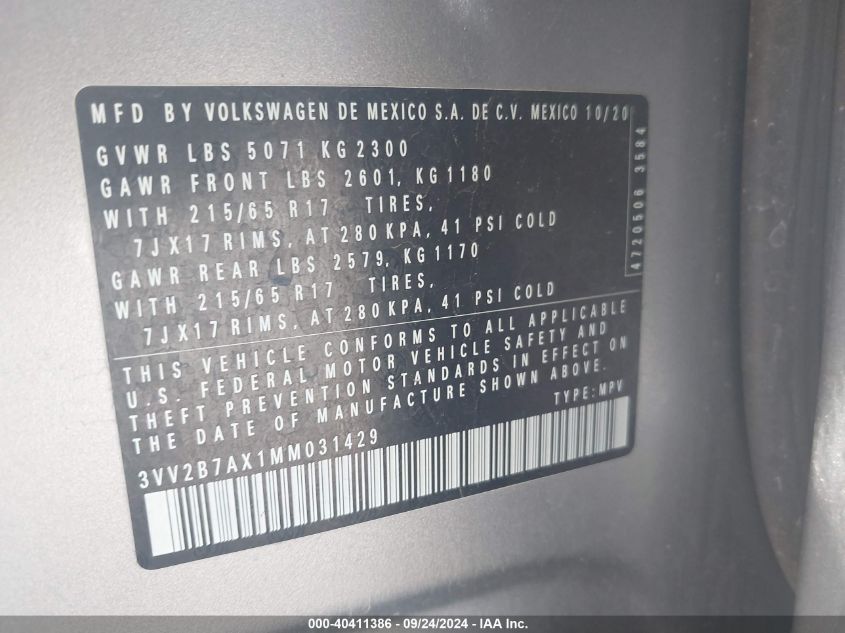 MFD BY VOLKSWAGEN DE MEXICO S.A. DE C.V. MEXICO 10/20
GVWR LBS 5071 KG 2300
GAWR FRONT LBS 2601, KG 1180
WITH 215/65 R17 TIRES,
7JX17 RIMS, AT 280 KPA, 41 PSI COLD
GAWR REAR LBS 2579, KG 1170
WITH 215/65 R17 TIRES,
7JX17 RIMS, AT 280 KPA, 41 PSI COLD
4720506 3584
THIS VEHICLE CONFORMS TO ALL APPLICABLE
U.S. FEDERAL MOTOR VEHICLE SAFETY AND
THEFT PREVENTION STANDARDS IN EFFECT ON
THE DATE OF MANUFACTURE SHOWN ABOVE.
TYPE: MPV
3VV2B7AX1MM031429
000-40411386 - 09/24/2024 - IAA Inc.